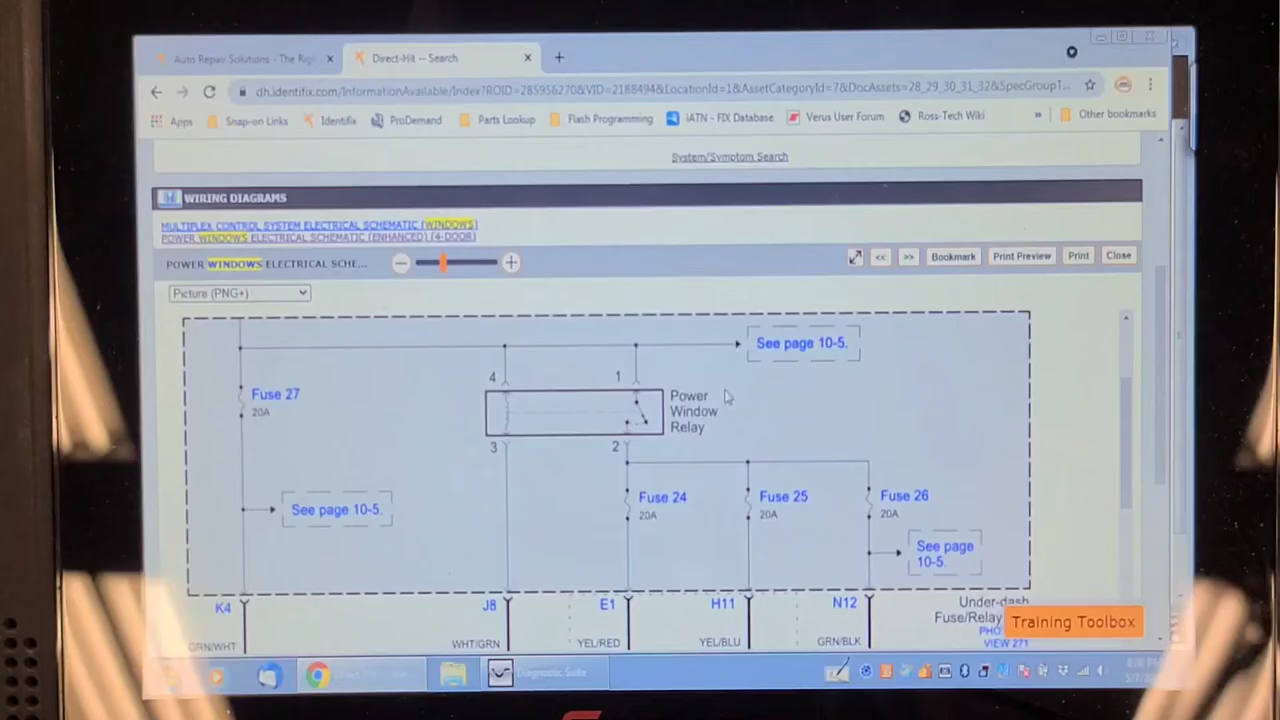 Auto Repair Solutions - The Rig
Direct-Hit -- Search
dh.identifix.com/InformationAvailable/Index?ROID=285956270&VID=2188494&LocationId=1&AssetCategoryId=7&DocAssets=28_29_30_31_32&SpecGroupT...
Apps Snap-on Links Identifix ProDemand Parts Lookup Flash Programming iATN - FIX Database Verus User Forum Ross-Tech Wiki » Other bookmarks
System/Symptom Search
WIRING DIAGRAMS
MULTIPLEX CONTROL SYSTEM ELECTRICAL SCHEMATIC (WINDOWS)
POWER WINDOWS ELECTRICAL SCHEMATIC (ENHANCED) (4-DOOR)
POWER WINDOWS ELECTRICAL SCHE...
<< >> Bookmark Print Preview Print Close
Picture (PNG+)
See page 10-5.
4 1
Fuse 27
20A
Power
Window
Relay
3 2
Fuse 24
20A
Fuse 25
20A
Fuse 26
20A
See page 10-5.
See page
10-5.
K4 J8 E1 H11 N12
Under-dash
Fuse/Relay
PHO
VIEW 271
Training Toolbox
GRN/WHT WHT/GRN YEL/RED YEL/BLU GRN/BLK
Diagnostic Suite